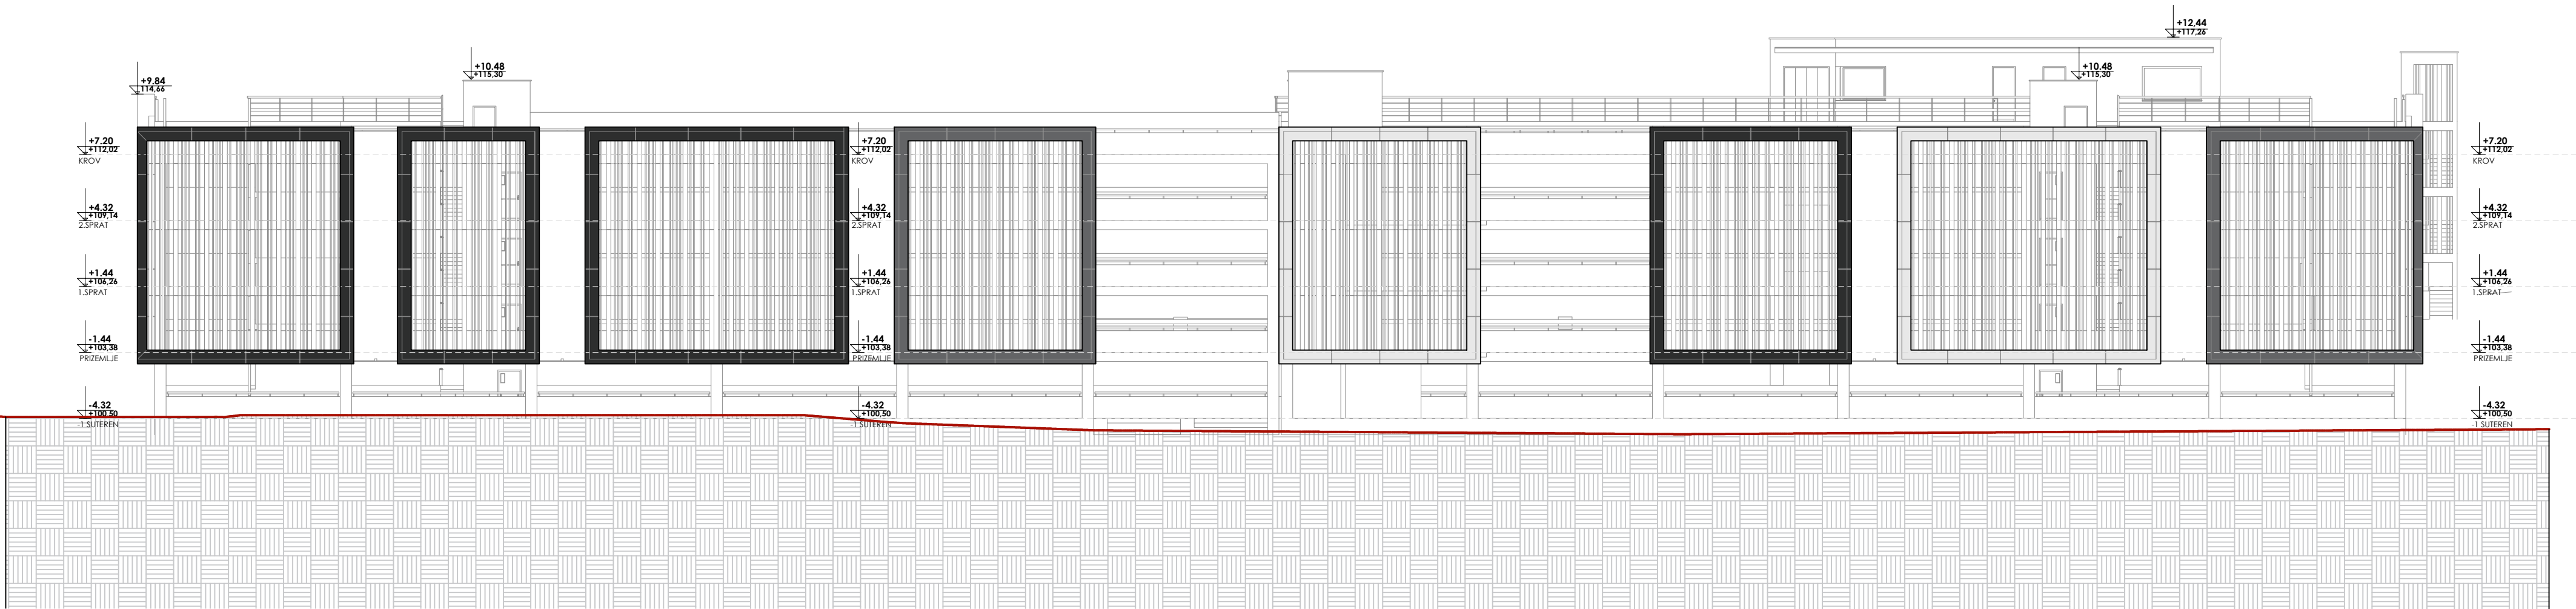 +12,44
+117,26
+10.48
+115,30
+10.48
+115,30
+9.84
114,66
+7.20
+112,02
KROV
+7.20
+112,02
KROV
+7.20
+112,02
KROV
+4.32
+109,14
2.SPRAT
+4.32
+109,14
2.SPRAT
+4.32
+109,14
2.SPRAT
+1.44
+106,26
1.SPRAT
+1.44
+106,26
1.SPRAT
+1.44
+106,26
1.SPRAT
-1.44
+103,38
PRIZEMLJE
-1.44
+103,38
PRIZEMLJE
-1.44
+103,38
PRIZEMLJE
-4.32
+100,50
-1 SUTEREN
-4.32
+100,50
-1 SUTEREN
-4.32
+100,50
-1 SUTEREN